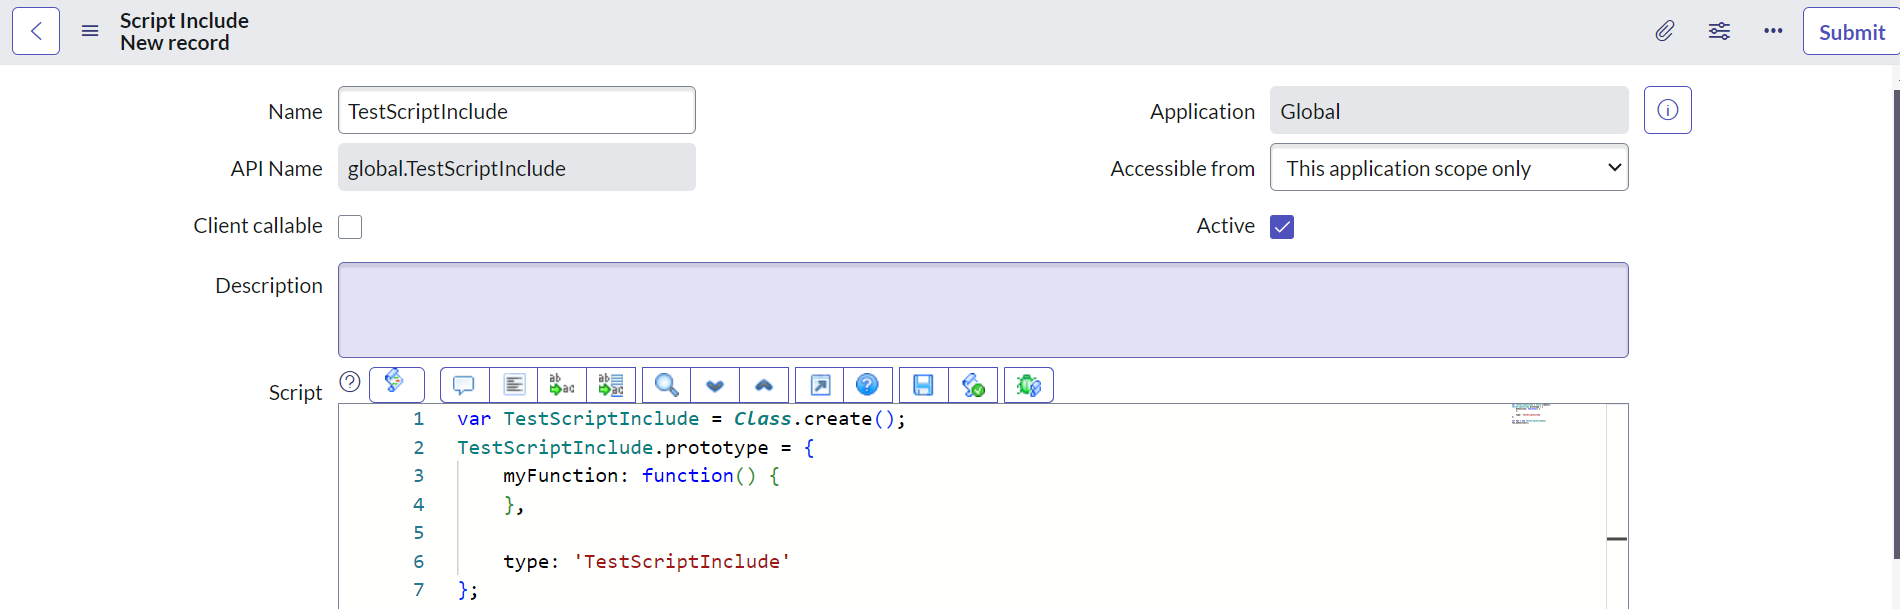 Script Include
New record
Submit
Name TestScriptInclude
Application Global
API Name global.TestScriptInclude
Accessible from This application scope only
Client callable
Active
Description
Script
1 var TestScriptInclude = Class.create();
2 TestScriptInclude.prototype = {
3 myFunction: function() {
4 },
5
6 type: 'TestScriptInclude'
7 };